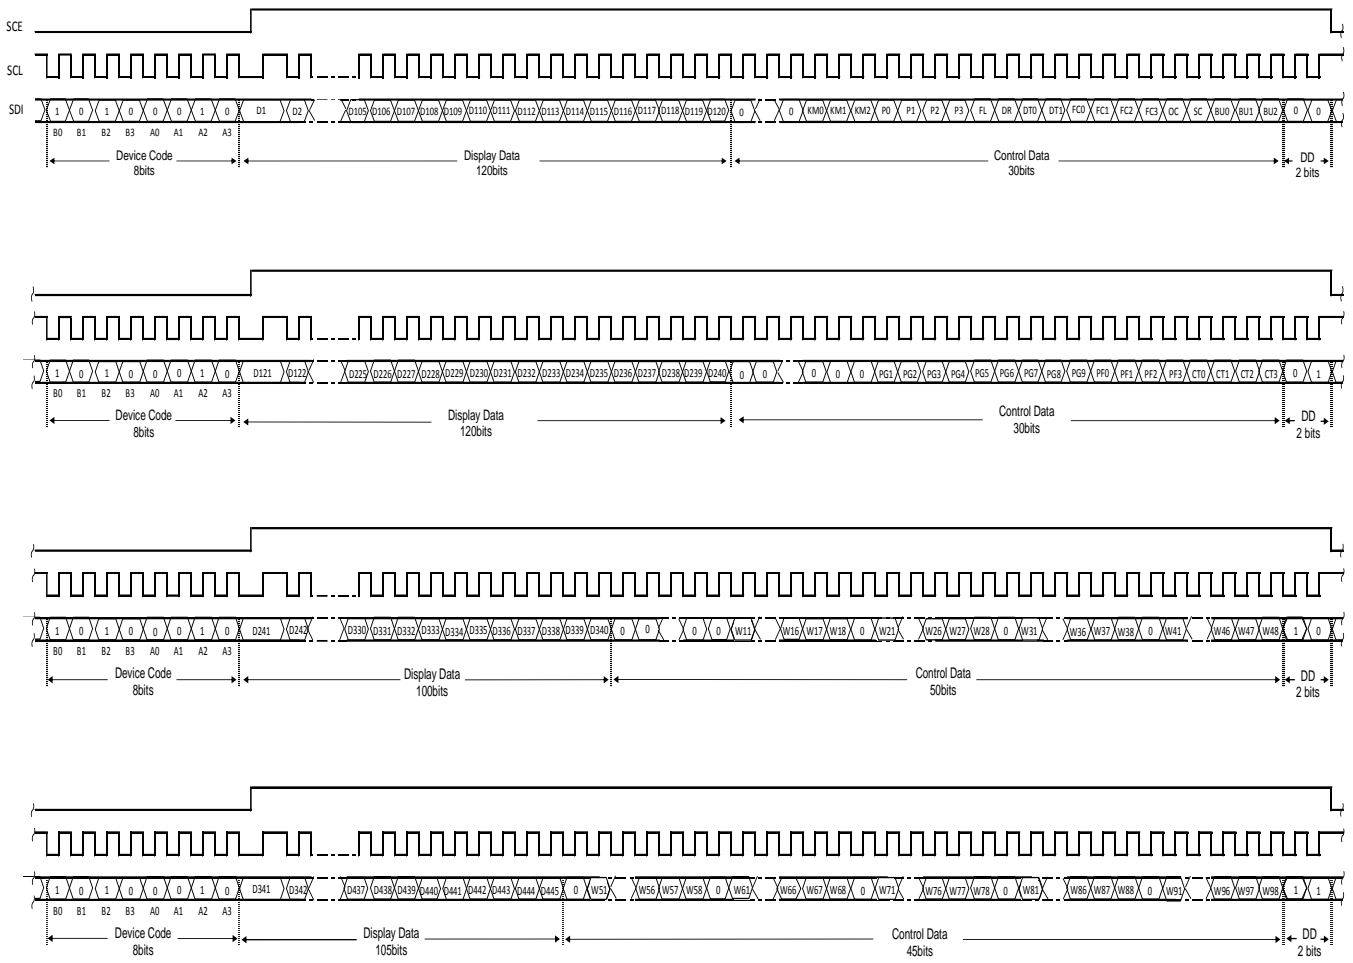 SCE
SCL
SDI 1 0 1 0 0 0 1 0 D1 D2 D105 D106 D107 D108 D109 D110 D111 D112 D113 D114 D115 D116 D117 D118 D119 D120 0 0 KM0 KM1 KM2 P0 P1 P2 P3 FL DR DT0 DT1 FC0 FC1 FC2 FC3 OC SC BU0 BU1 BU2 0 0
B0 B1 B2 B3 A0 A1 A2 A3
Device Code Display Data Control Data DD
8bits 120bits 30bits 2 bits
1 0 1 0 0 0 1 0 D121 D122 D225 D226 D227 D228 D229 D230 D231 D232 D233 D234 D235 D236 D237 D238 D239 D240 0 0 0 0 0 PG1 PG2 PG3 PG4 PG5 PG6 PG7 PG8 PG9 PF0 PF1 PF2 PF3 CT0 CT1 CT2 CT3 0 1
B0 B1 B2 B3 A0 A1 A2 A3
Device Code Display Data Control Data DD
8bits 120bits 30bits 2 bits
1 0 1 0 0 0 1 0 D241 D242 D330 D331 D332 D333 D334 D335 D336 D337 D338 D339 D340 0 0 0 0 W11 W16 W17 W18 0 W21 W26 W27 W28 0 W31 W36 W37 W38 0 W41 W46 W47 W48 1 0
B0 B1 B2 B3 A0 A1 A2 A3
Device Code Display Data Control Data DD
8bits 100bits 50bits 2 bits
1 0 1 0 0 0 1 0 D341 D342 D437 D438 D439 D440 D441 D442 D443 D444 D445 0 W51 W56 W57 W58 0 W61 W66 W67 W68 0 W71 W76 W77 W78 0 W81 W86 W87 W88 0 W91 W96 W97 W98 1 1
B0 B1 B2 B3 A0 A1 A2 A3
Device Code Display Data Control Data DD
8bits 105bits 45bits 2 bits